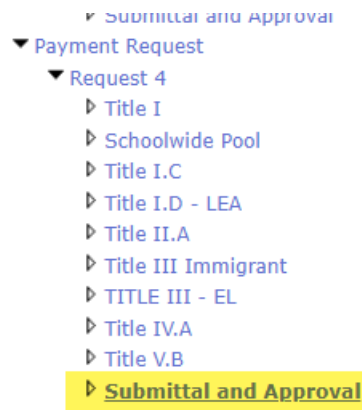 Submittal and Approval
Payment Request
Request 4
Title I
Schoolwide Pool
Title I.C
Title I.D - LEA
Title II.A
Title III Immigrant
TITLE III - EL
Title IV.A
Title V.B
Submittal and Approval